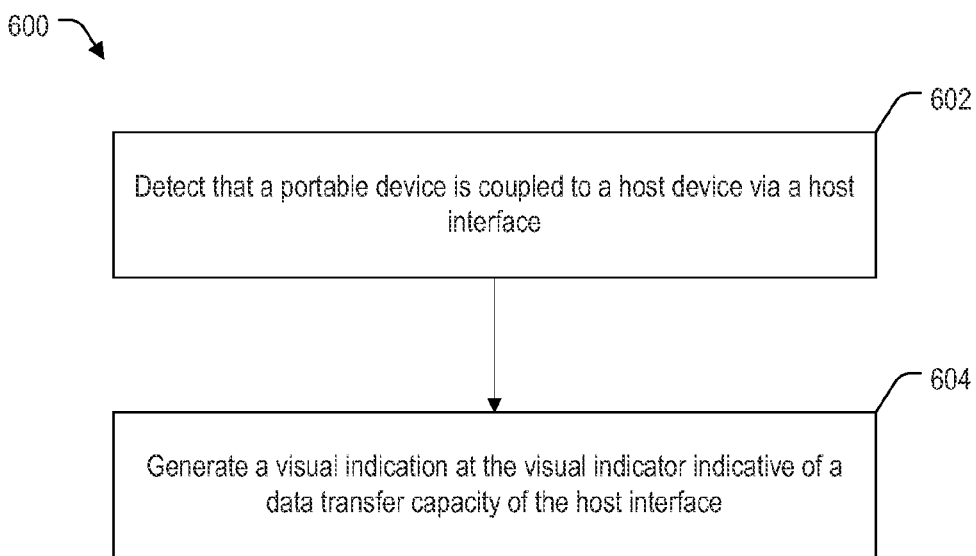 600
602
Detect that a portable device is coupled to a host device via a host
interface
604
Generate a visual indication at the visual indicator indicative of a
data transfer capacity of the host interface